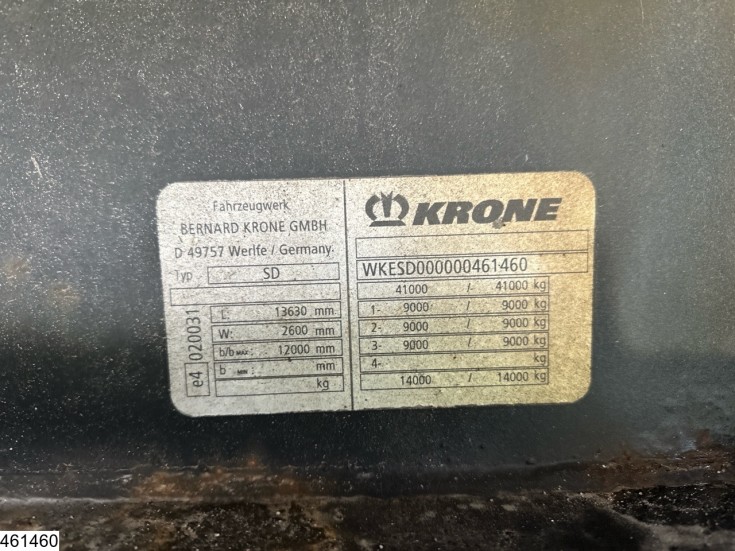 Fahrzeugwerk
BERNARD KRONE GMBH
D 49757 Werlte / Germany
Typ SD
L: 13630 mm
W: 2600 mm
b/b MAX : 12000 mm
b MIN : mm
kg
e4 020031
KRONE
WKESD000000461460
41000 / 41000 kg
1- 9000 / 9000 kg
2- 9000 / 9000 kg
3- 9000 / 9000 kg
4- kg
14000 / 14000 kg
461460